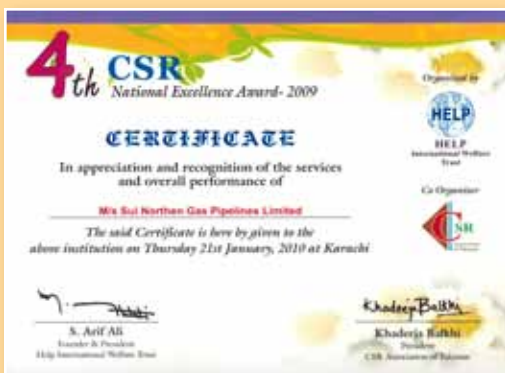 4th CSR
National Excellence Award- 2009
CERTIFICATE
In appreciation and recognition of the services
and overall performance of
M/s Sui Northen Gas Pipelines Limited
The said Certificate is here by given to the
above institution on Thursday 21st January, 2010 at Karachi
Organized by
HELP
HELP
International Welfare
Trust
Co Organizer
CSR
S. Arif Ali
Founder & President
Help International Welfare Trust
Khadeeja Balkhi
Khadeeja Balkhi
President
CSR Association of Pakistan